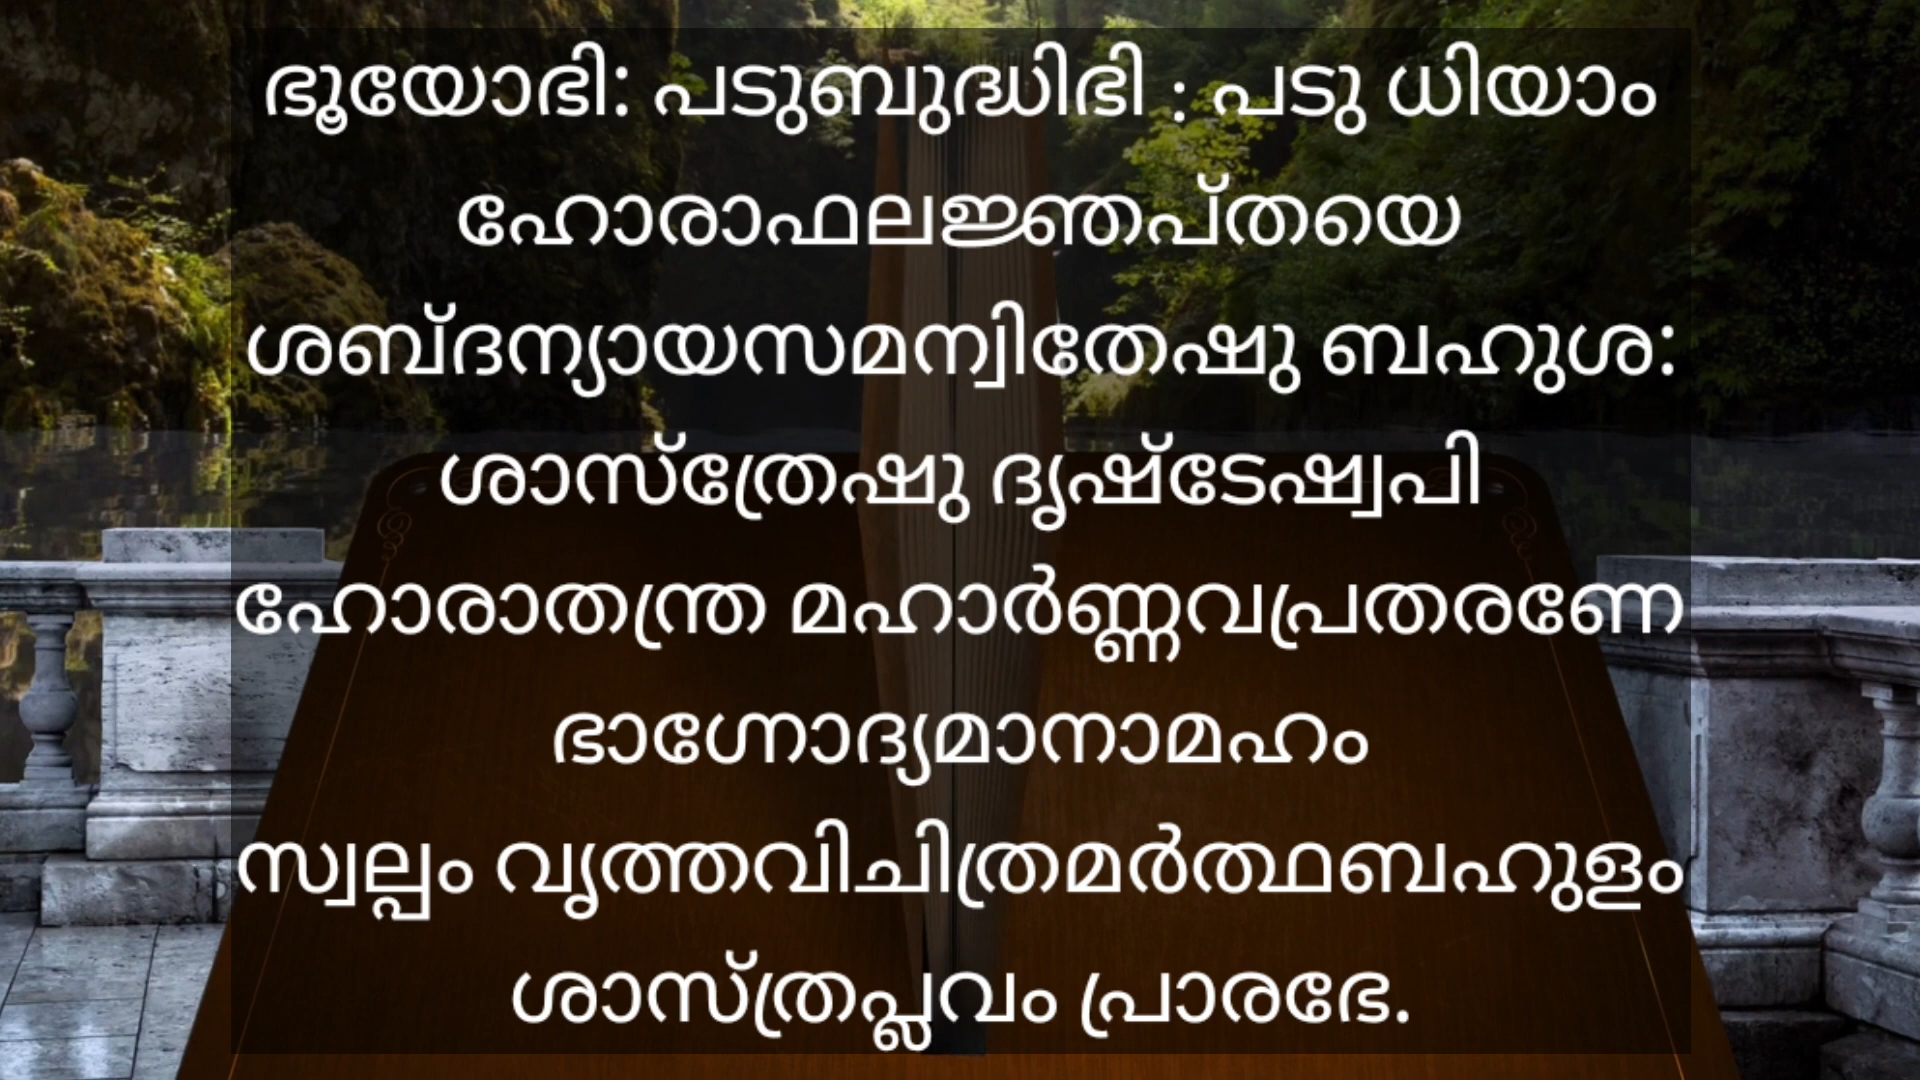 ഭൂയോഭി: പടുബുദ്ധിഭി : പടു ധിയാം
ഹോരാഫലജ്ഞപ്തയെ
ശബ്ദന്യായസമന്വിതേഷു ബഹുശ:
ശാസ്ത്രേഷു ദൃഷ്ടേഷ്വപി
ഹോരാതന്ത്ര മഹാർണ്ണവപ്രതരണേ
ഭാഗ്നോദ്യമാനാമഹം
സ്വല്പം വൃത്തവിചിത്രമർത്ഥബഹുളം
ശാസ്ത്രപ്ലവം പ്രാരഭേ.